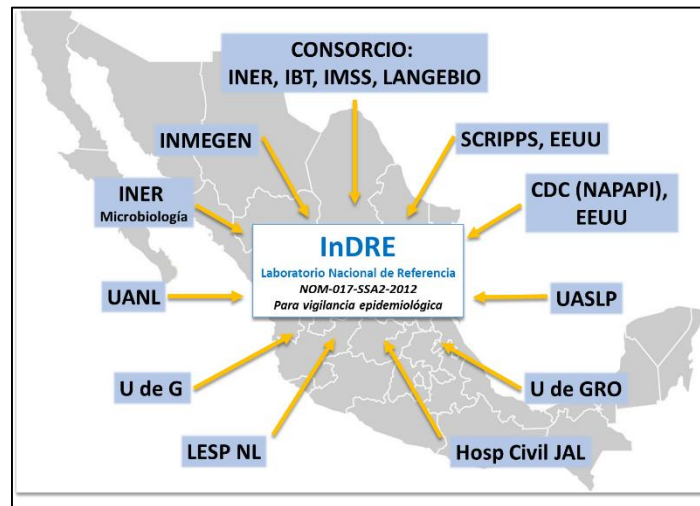 CONSORCIO:
INER, IBT, IMSS, LANGEBIO
INMEGEN
SCRIPPS, EEUU
INER
Microbiología
CDC (NAPAPI),
EEUU
InDRE
Laboratorio Nacional de Referencia
NOM-017-SSA2-2012
Para vigilancia epidemiológica
UANL
UASLP
U de G
U de GRO
LESP NL
Hosp Civil JAL